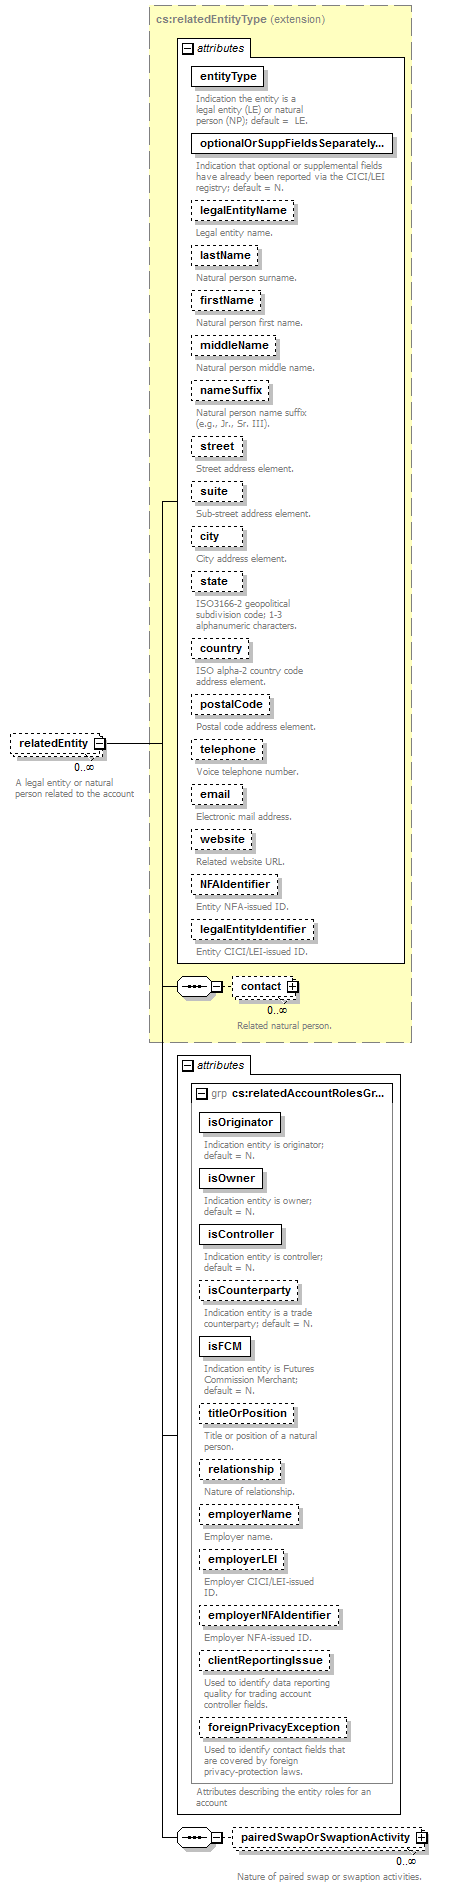 cs:relatedEntityType (extension)
attributes
entityType
Indication the entity is a
legal entity (LE) or natural
person (NP); default = LE.
optionalOrSuppFieldsSeparately...
Indication that optional or supplemental fields
have already been reported via the CICI/LEI
registry; default = N.
legalEntityName
Legal entity name.
lastName
Natural person surname.
firstName
Natural person first name.
middleName
Natural person middle name.
nameSuffix
Natural person name suffix
(e.g., Jr., Sr. III).
street
Street address element.
suite
Sub-street address element.
city
City address element.
state
ISO3166-2 geopolitical
subdivision code; 1-3
alphanumeric characters.
country
ISO alpha-2 country code
address element.
postalCode
Postal code address element.
relatedEntity
0..∞
A legal entity or natural
person related to the account
telephone
Voice telephone number.
email
Electronic mail address.
website
Related website URL.
NFAIdentifier
Entity NFA-issued ID.
legalEntityIdentifier
Entity CICI/LEI-issued ID.
contact
0..∞
Related natural person.
attributes
grp cs:relatedAccountRolesGr...
isOriginator
Indication entity is originator;
default = N.
isOwner
Indication entity is owner;
default = N.
isController
Indication entity is controller;
default = N.
isCounterparty
Indication entity is a trade
counterparty; default = N.
isFCM
Indication entity is Futures
Commission Merchant;
default = N.
titleOrPosition
Title or position of a natural
person.
relationship
Nature of relationship.
employerName
Employer name.
employerLEI
Employer CICI/LEI-issued
ID.
employerNFAIdentifier
Employer NFA-issued ID.
clientReportingIssue
Used to identify data reporting
quality for trading account
controller fields.
foreignPrivacyException
Used to identify contact fields that
are covered by foreign
privacy-protection laws.
Attributes describing the entity roles for an
account
pairedSwapOrSwaptionActivity
0..∞
Nature of paired swap or swaption activities.